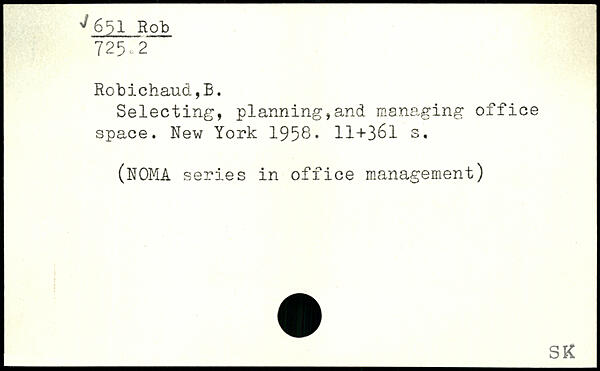 ✓ 651 Rob
725.2
Robichaud,B.
Selecting, planning,and managing office
space. New York 1958. 11+361 s.
(NOMA series in office management)
SK